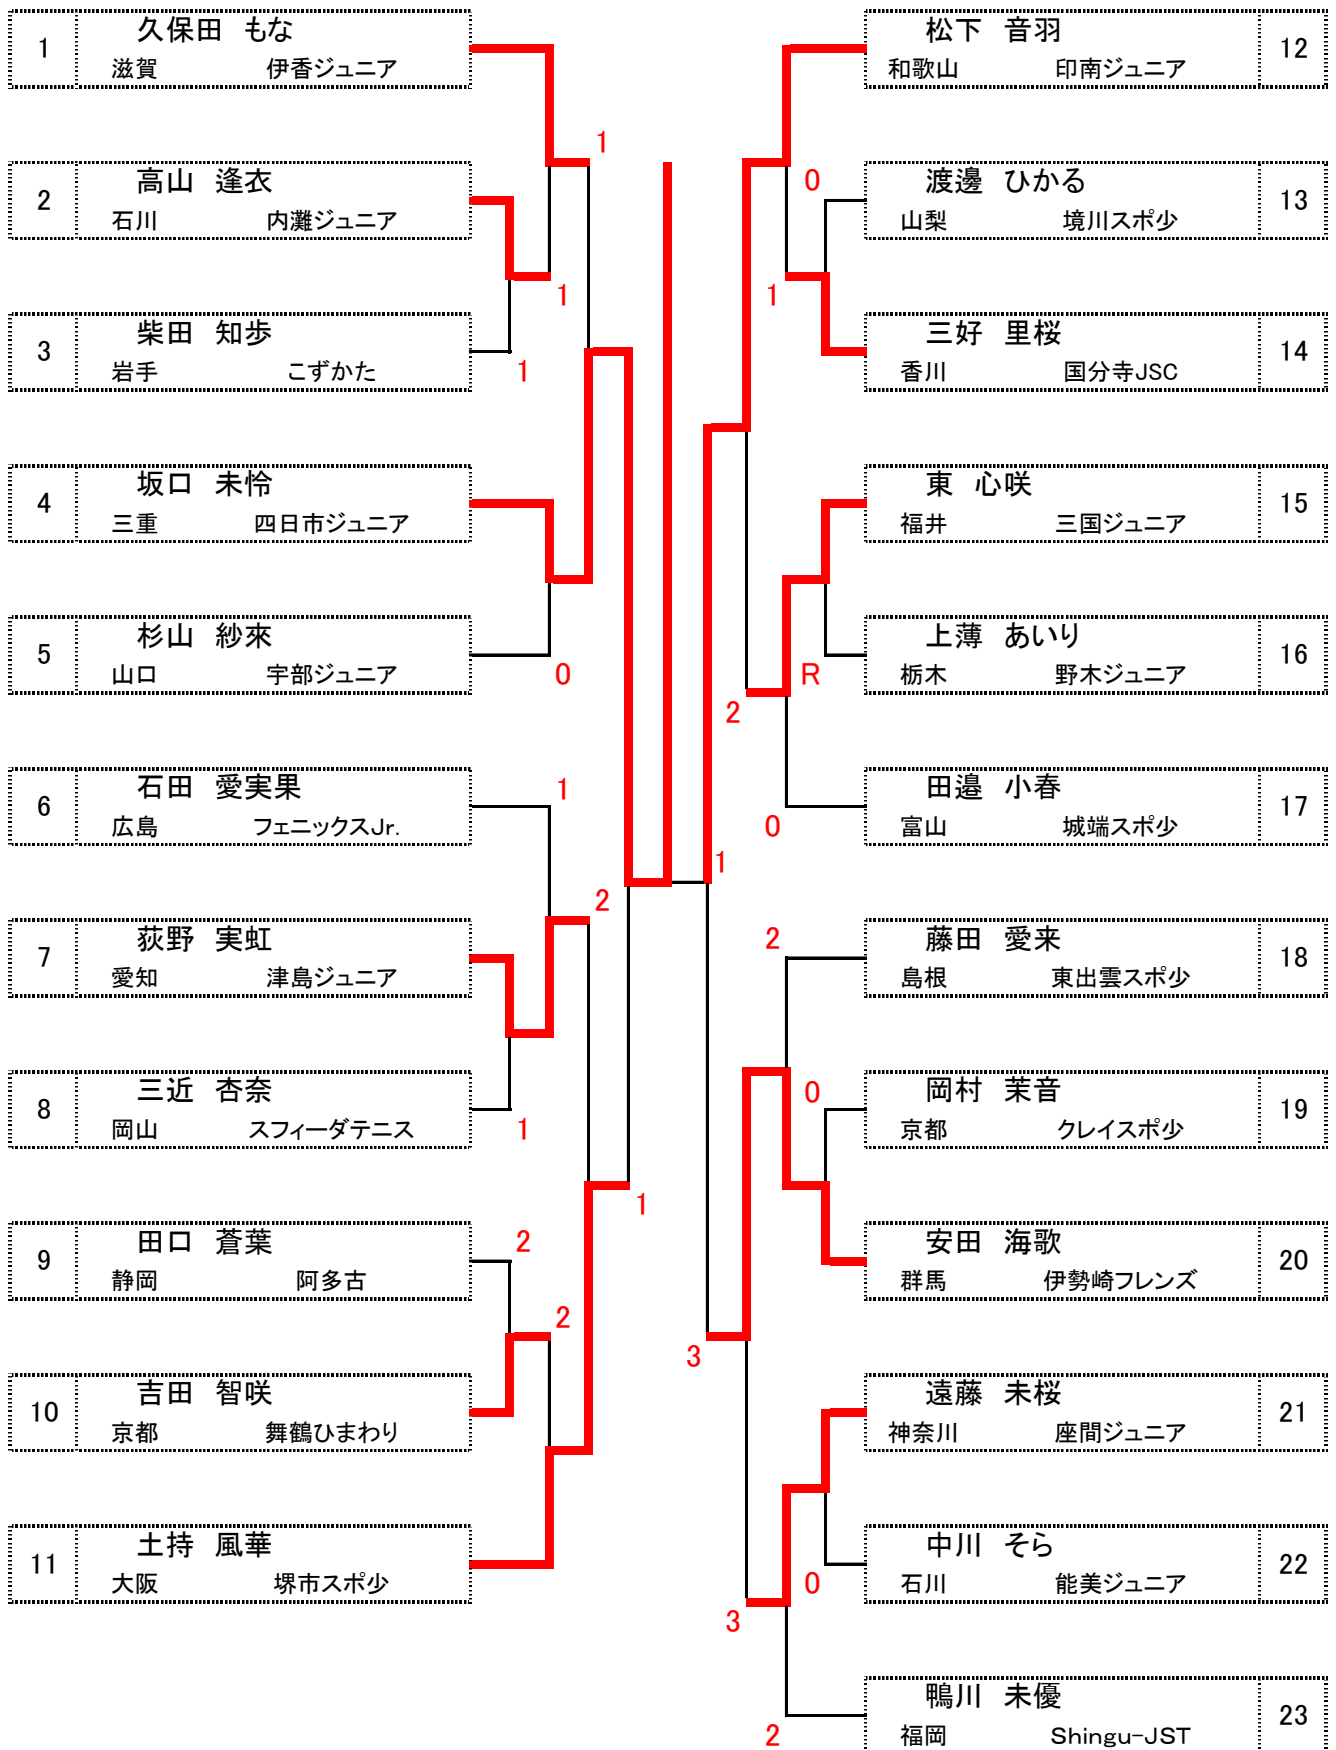 1
久保田 もな
滋賀 伊香ジュニア
2
高山 逢衣
石川 内灘ジュニア
3
柴田 知歩
岩手 こずかた
4
坂口 未怜
三重 四日市ジュニア
5
杉山 紗來
山口 宇部ジュニア
6
石田 愛実果
広島 フェニックスJr.
7
荻野 実虹
愛知 津島ジュニア
8
三近 杏奈
岡山 スフィーダテニス
9
田口 蒼葉
静岡 阿多古
10
吉田 智咲
京都 舞鶴ひまわり
11
土持 風華
大阪 堺市スポ少
1
1
1
0
1
2
1
1
2
2
0
1
R
2
0
1
2
0
3
0
3
2
松下 音羽
和歌山 印南ジュニア
12
渡邊 ひかる
山梨 境川スポ少
13
三好 里桜
香川 国分寺JSC
14
東 心咲
福井 三国ジュニア
15
上薄 あいり
栃木 野木ジュニア
16
田邉 小春
富山 城端スポ少
17
藤田 愛来
島根 東出雲スポ少
18
岡村 茉音
京都 クレイスポ少
19
安田 海歌
群馬 伊勢崎フレンズ
20
遠藤 未桜
神奈川 座間ジュニア
21
中川 そら
石川 能美ジュニア
22
鴨川 未優
福岡 Shingu-JST
23